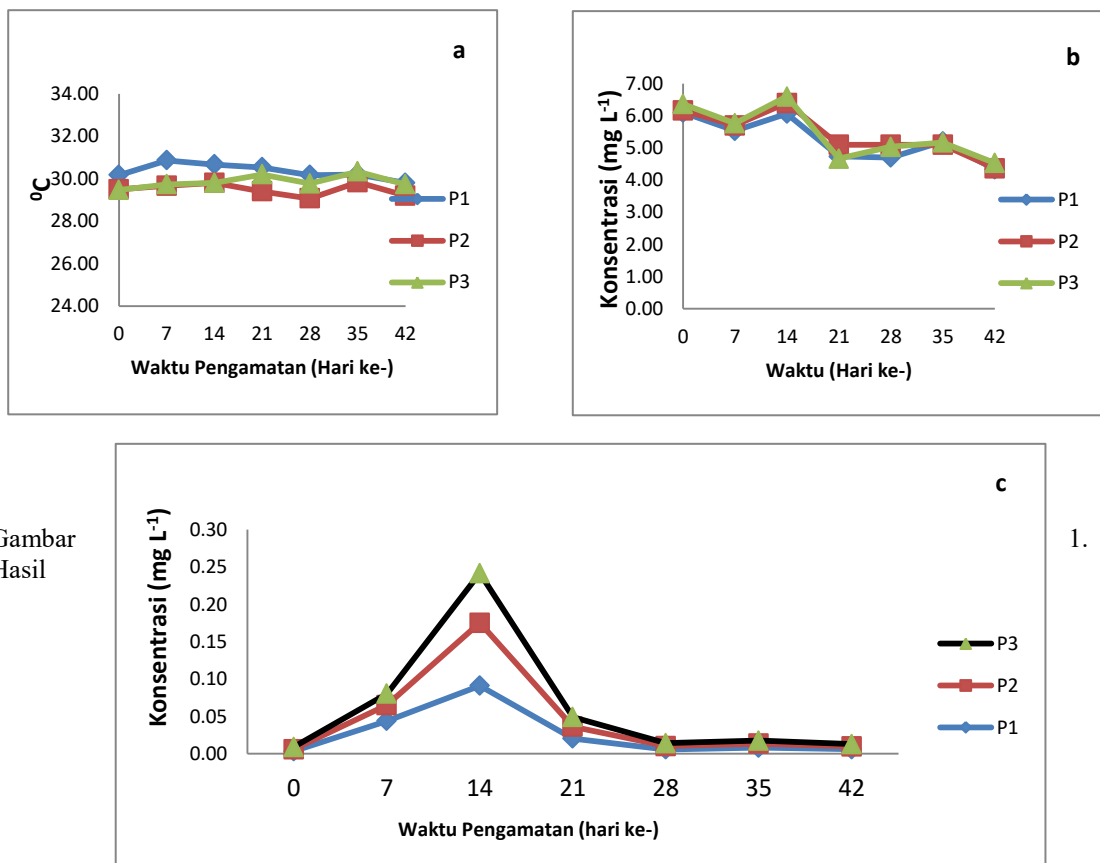 a
34.00
32.00
30.00
28.00
26.00
24.00
⁰C
0 7 14 21 28 35 42
Waktu Pengamatan (Hari ke-)
P1
P2
P3
b
7.00
6.00
5.00
4.00
3.00
2.00
1.00
0.00
Konsentrasi (mg L⁻¹)
0 7 14 21 28 35 42
Waktu (Hari ke-)
P1
P2
P3
Gambar 1.
Hasil
c
0.30
0.25
0.20
0.15
0.10
0.05
0.00
Konsentrasi (mg L⁻¹)
0 7 14 21 28 35 42
Waktu Pengamatan (hari ke-)
P3
P2
P1